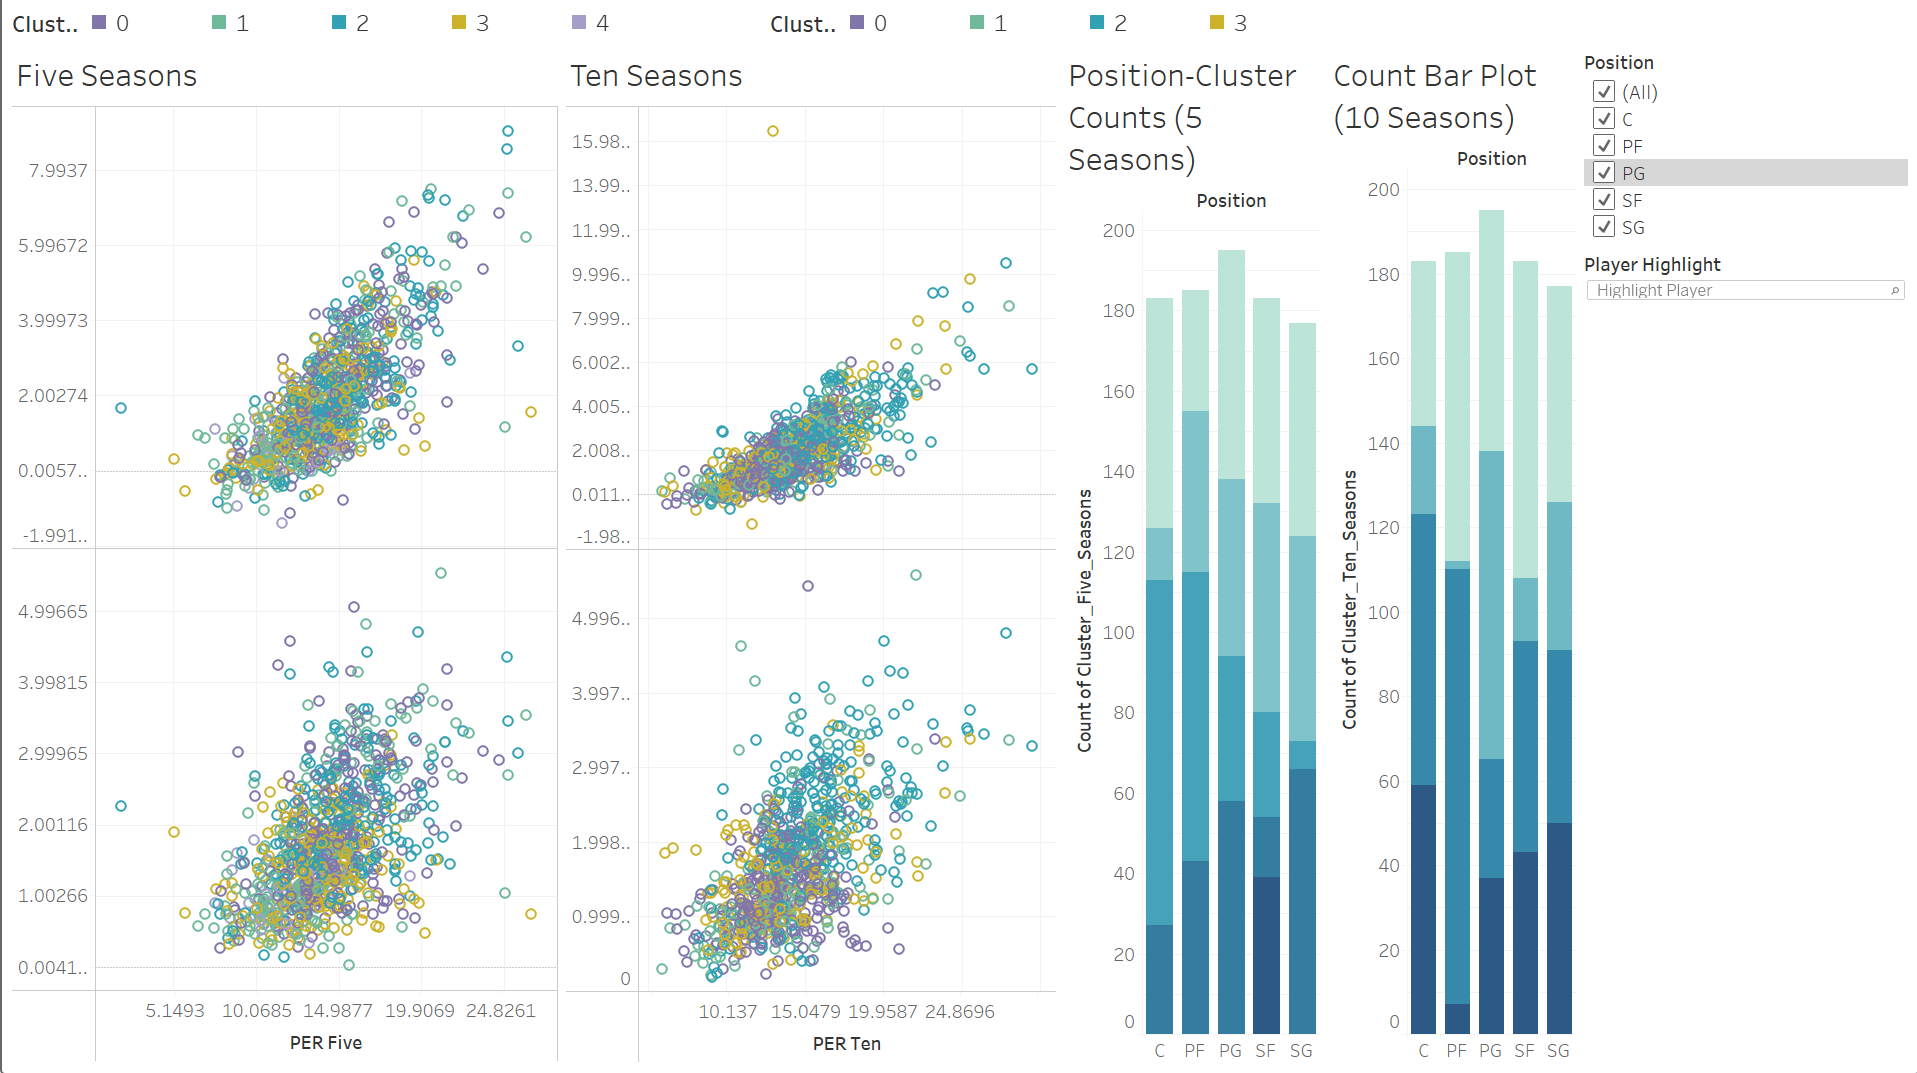 Clust.. 0 1 2 3 4
Clust.. 0 1 2 3
Five Seasons
7.9937
5.99672
3.99973
2.00274
0.0057..
-1.991..
4.99665
3.99815
2.99965
2.00116
1.00266
0.0041..
5.1493 10.0685 14.9877 19.9069 24.8261
PER Five
Ten Seasons
15.98..
13.99..
11.99..
9.996..
7.999..
6.002..
4.005..
2.008..
0.011..
-1.98..
4.996..
3.997..
2.997..
1.998..
0.999..
0
10.137 15.0479 19.9587 24.8696
PER Ten
Position-Cluster
Counts (5
Seasons)
Position
Count of Cluster_Five_Seasons
200
180
160
140
120
100
80
60
40
20
0
C PF PG SF SG
Count Bar Plot
(10 Seasons)
Position
Count of Cluster_Ten_Seasons
200
180
160
140
120
100
80
60
40
20
0
C PF PG SF SG
Position
(All)
C
PF
PG
SF
SG
Player Highlight
Highlight Player